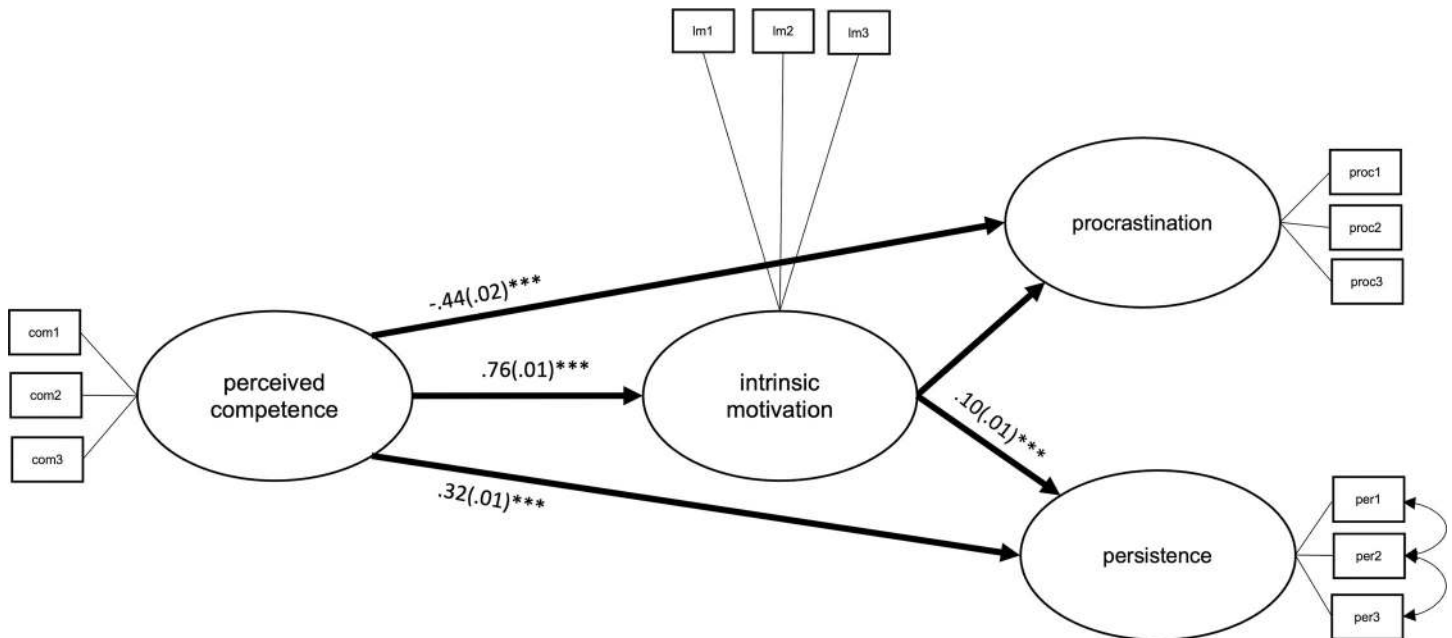 lm1
lm2
lm3
proc1
proc2
proc3
procrastination
-.44(.02)***
com1
com2
com3
perceived
competence
.76(.01)***
intrinsic
motivation
.10(.01)***
.32(.01)***
persistence
per1
per2
per3